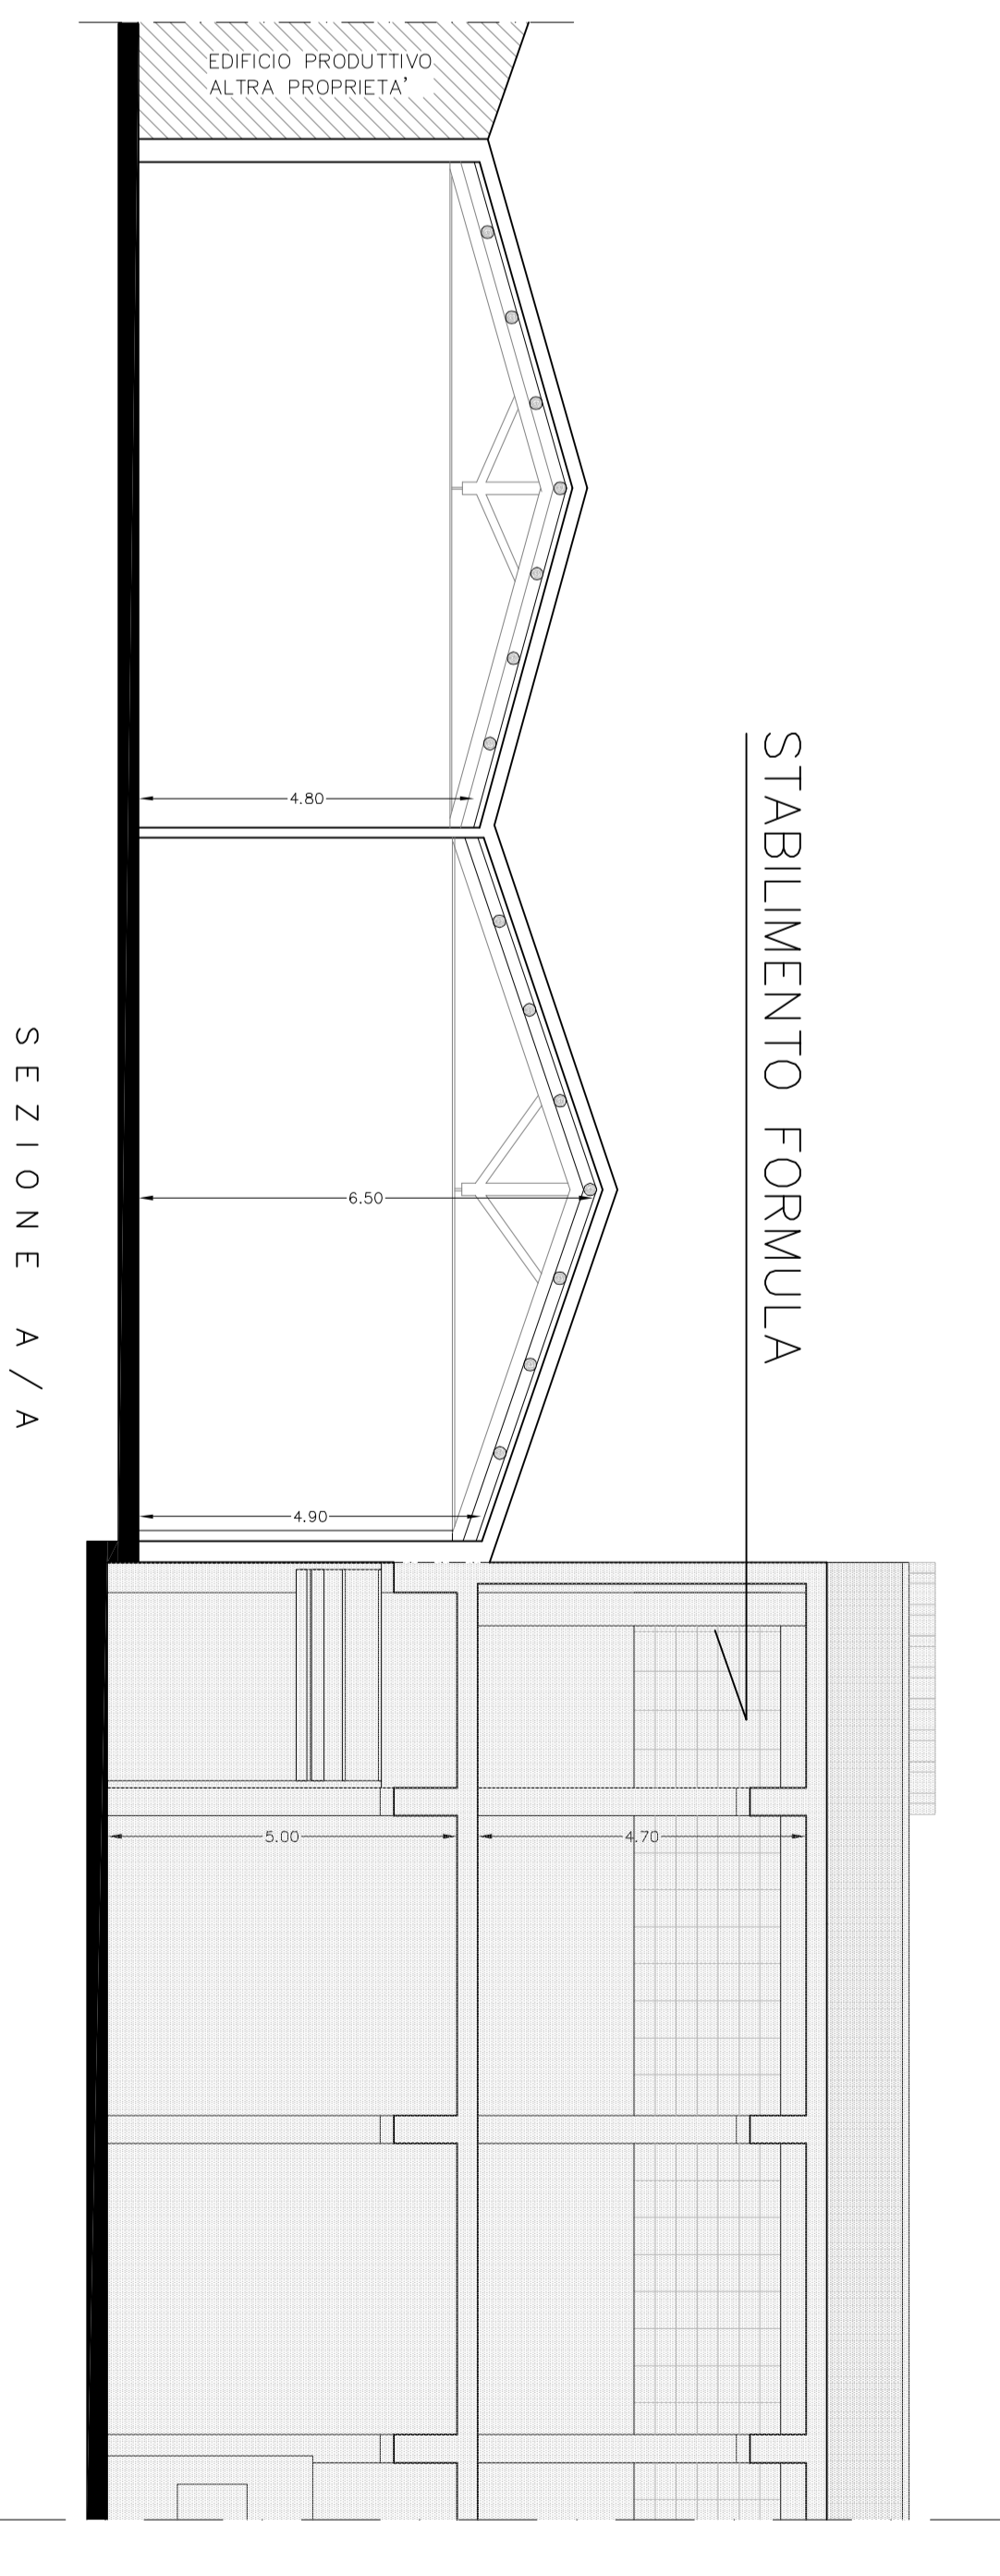 EDIFICIO PRODUTTIVO
ALTRA PROPRIETA'
STABILIMENTO FORMULA
4.80
6.50
4.90
5.00
4.70
SEZIONE A/A